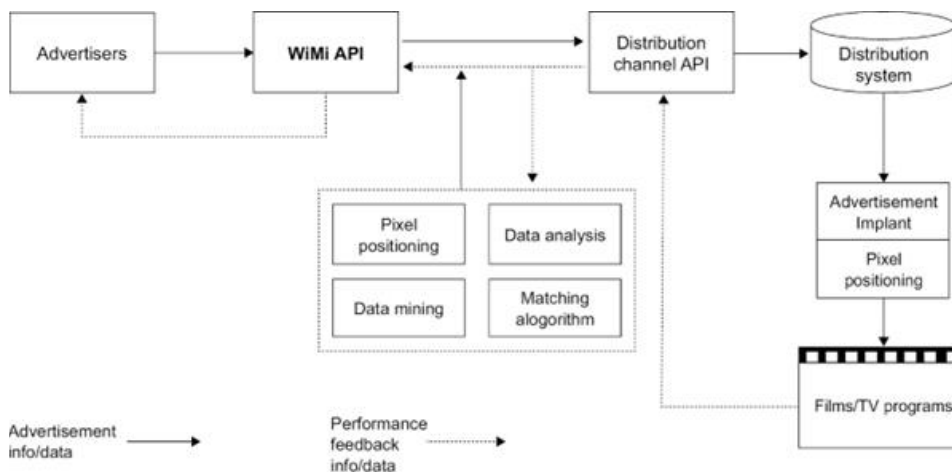 Advertisers
WiMi API
Distribution
channel API
Distribution
system
Pixel
positioning
Data analysis
Data mining
Matching
alogorithm
Advertisement
Implant
Pixel
positioning
Films/TV programs
Advertisement
info/data
Performance
feedback
info/data